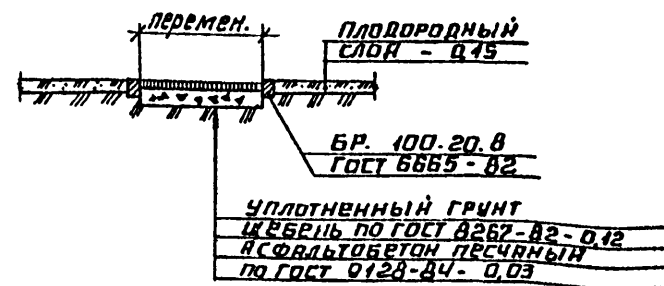 перемен.
Плодородный
слой - 0,15
БР. 100.20.8
ГОСТ 6665-82
Уплотненный грунт
Щебень по ГОСТ 8267-82-0,12
Асфальтобетон песчаный
по ГОСТ 9128-84-0,03